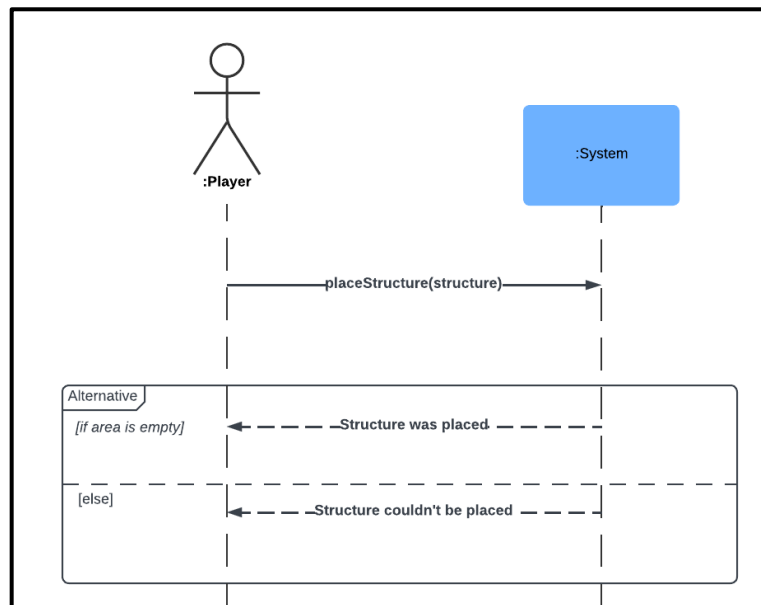 :Player
:System
placeStructure(structure)
Alternative
[if area is empty]
Structure was placed
[else]
Structure couldn't be placed